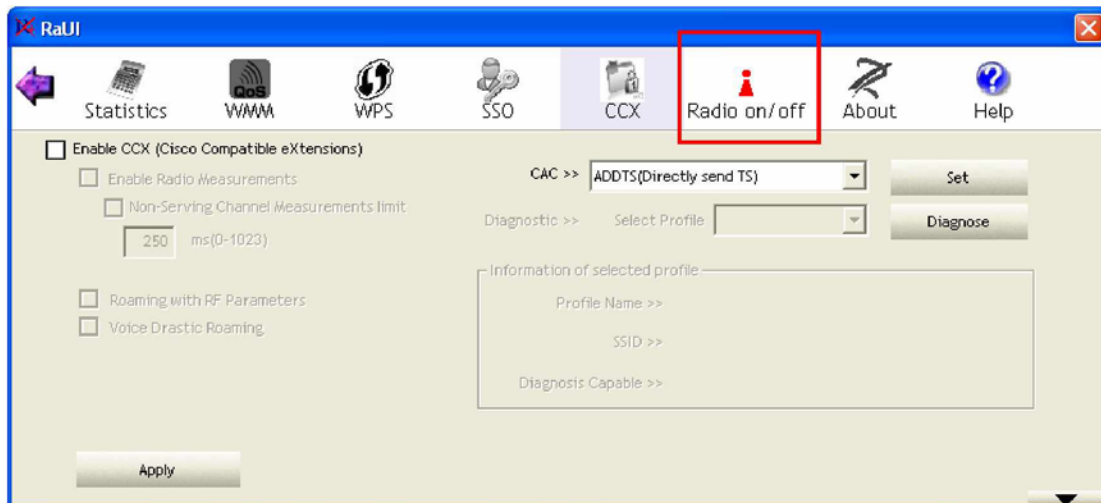 RaUI
Statistics
QoS
WMM
WPS
SSO
CCX
Radio on/off
About
Help
Enable CCX (Cisco Compatible eXtensions)
Enable Radio Measurements
Non-Serving Channel Measurements limit
250 ms(0-1023)
Roaming with RF Parameters
Voice Drastic Roaming
CAC >> ADDTS(Directly send TS) Set
Diagnostic >> Select Profile Diagnose
Information of selected profile
Profile Name >>
SSID >>
Diagnosis Capable >>
Apply